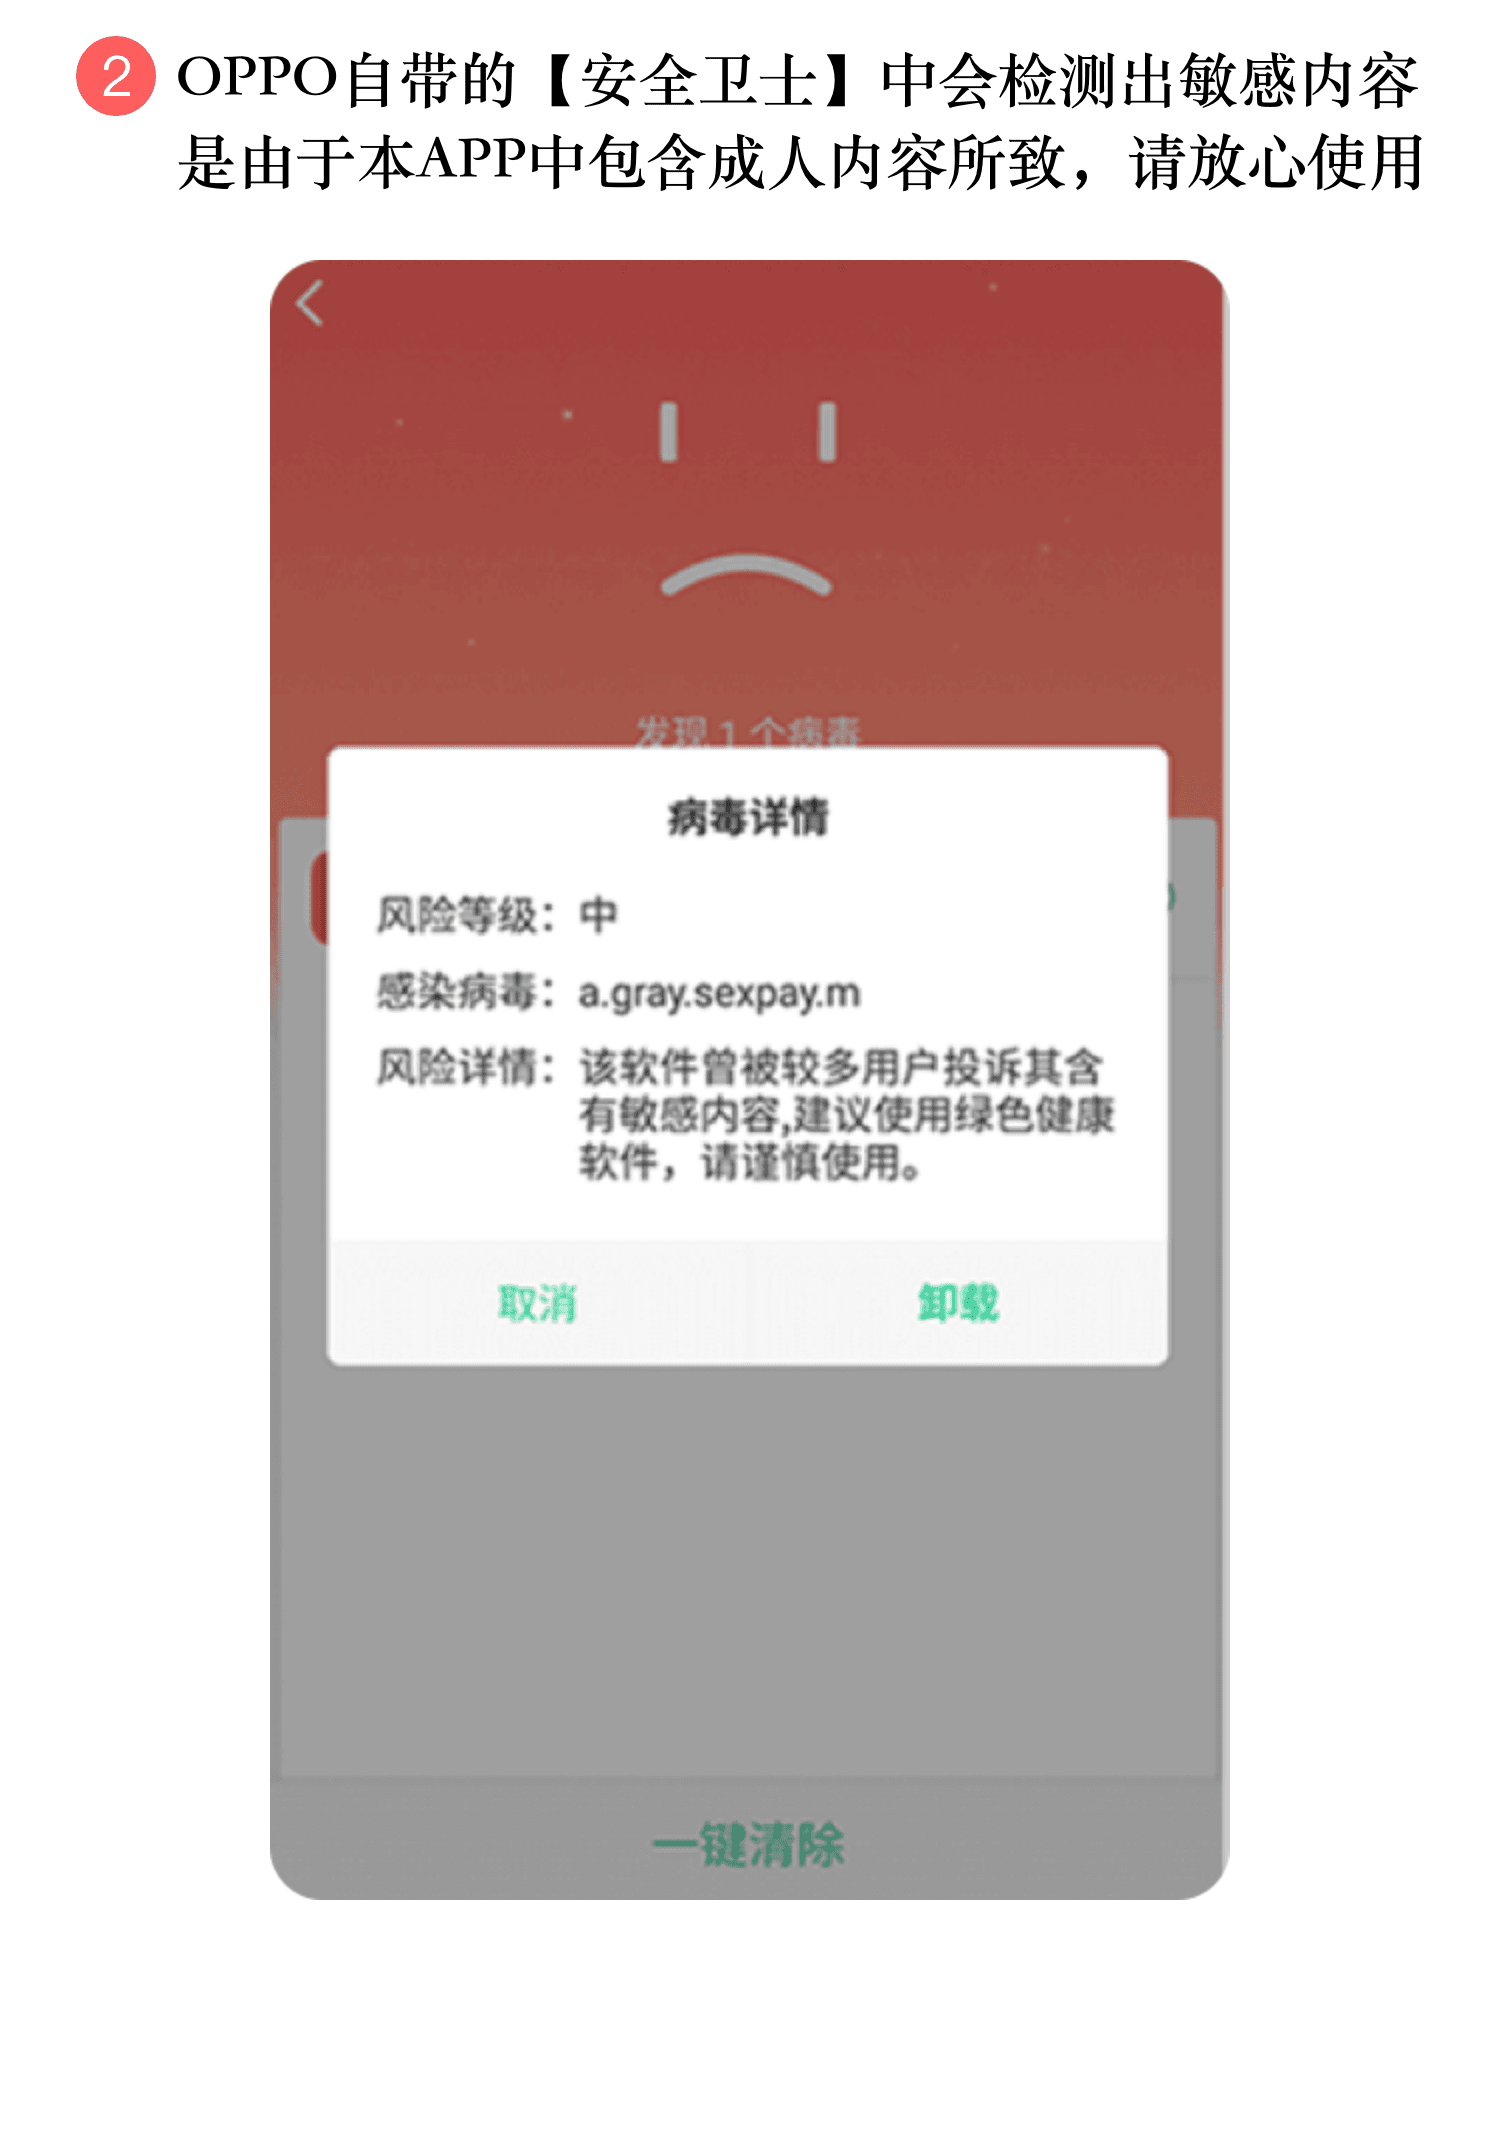 2 OPPO自带的【安全卫士】中会检测出敏感内容
是由于本APP中包含成人内容所致，请放心使用
发现 1 个病毒
病毒详情
风险等级：中
感染病毒：a.gray.sexpay.m
风险详情：该软件曾被较多用户投诉其含
有敏感内容,建议使用绿色健康
软件，请谨慎使用。
取消 卸载
一键清除